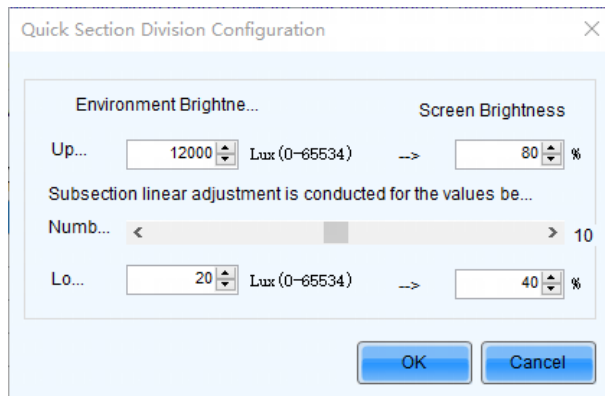 Quick Section Division Configuration
Environment Brightne... Screen Brightness
Up... 12000 Lux(0-65534) --> 80 %
Subsection linear adjustment is conducted for the values be...
Numb... < > 10
Lo... 20 Lux(0-65534) --> 40 %
OK Cancel